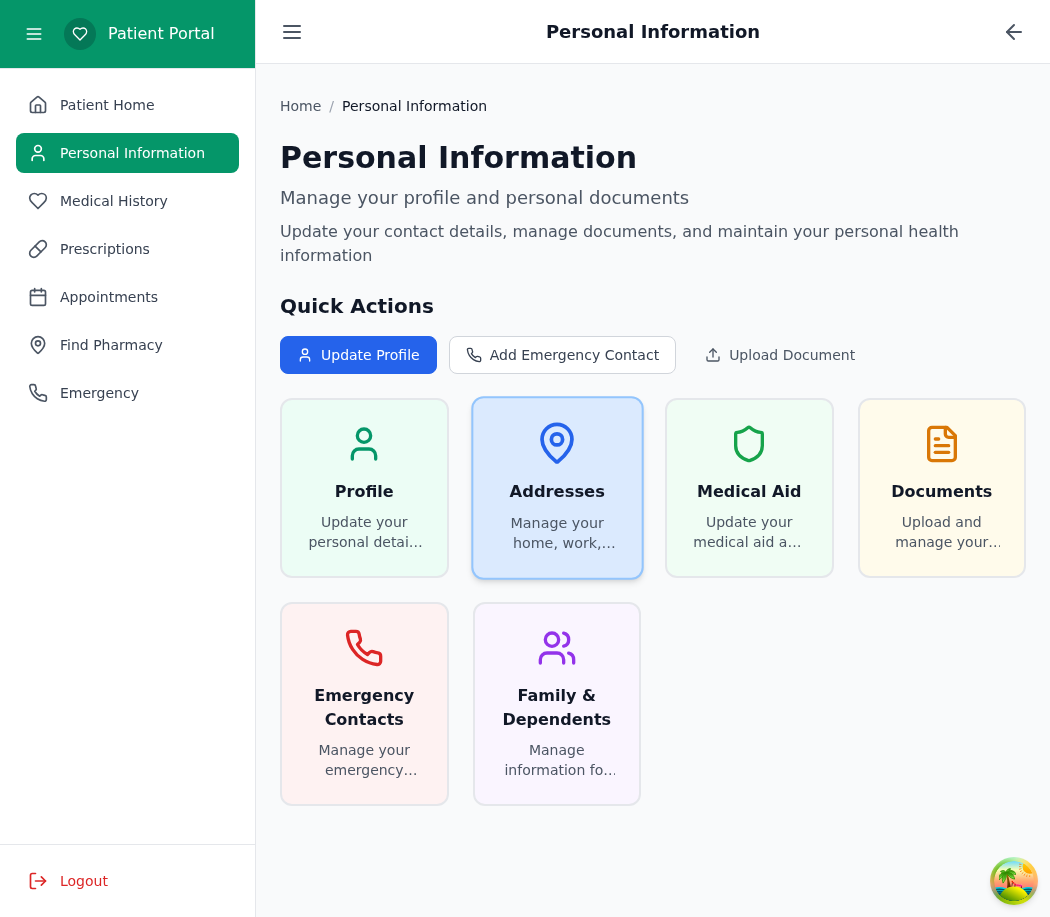 Patient Portal
Personal Information
Patient Home
Personal Information
Medical History
Prescriptions
Appointments
Find Pharmacy
Emergency
Logout
Home / Personal Information
Personal Information
Manage your profile and personal documents
Update your contact details, manage documents, and maintain your personal health
information
Quick Actions
Update Profile
Add Emergency Contact
Upload Document
Profile
Update your
personal detai...
Addresses
Manage your
home, work,...
Medical Aid
Update your
medical aid a...
Documents
Upload and
manage your...
Emergency
Contacts
Manage your
emergency...
Family &
Dependents
Manage
information fo...